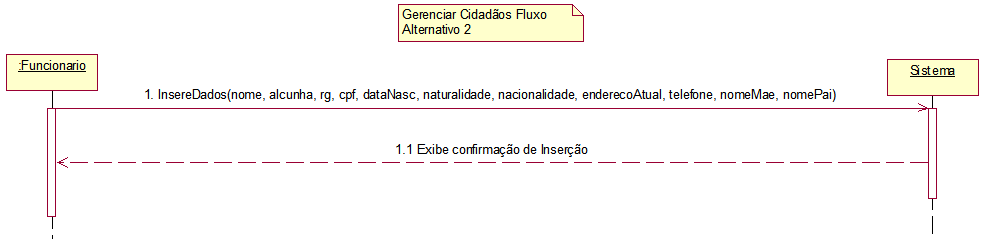 Gerenciar Cidadãos Fluxo
Alternativo 2
:Funcionario
Sistema
1. InsereDados(nome, alcunha, rg, cpf, dataNasc, naturalidade, nacionalidade, enderecoAtual, telefone, nomeMae, nomePai)
1.1 Exibe confirmação de Inserção